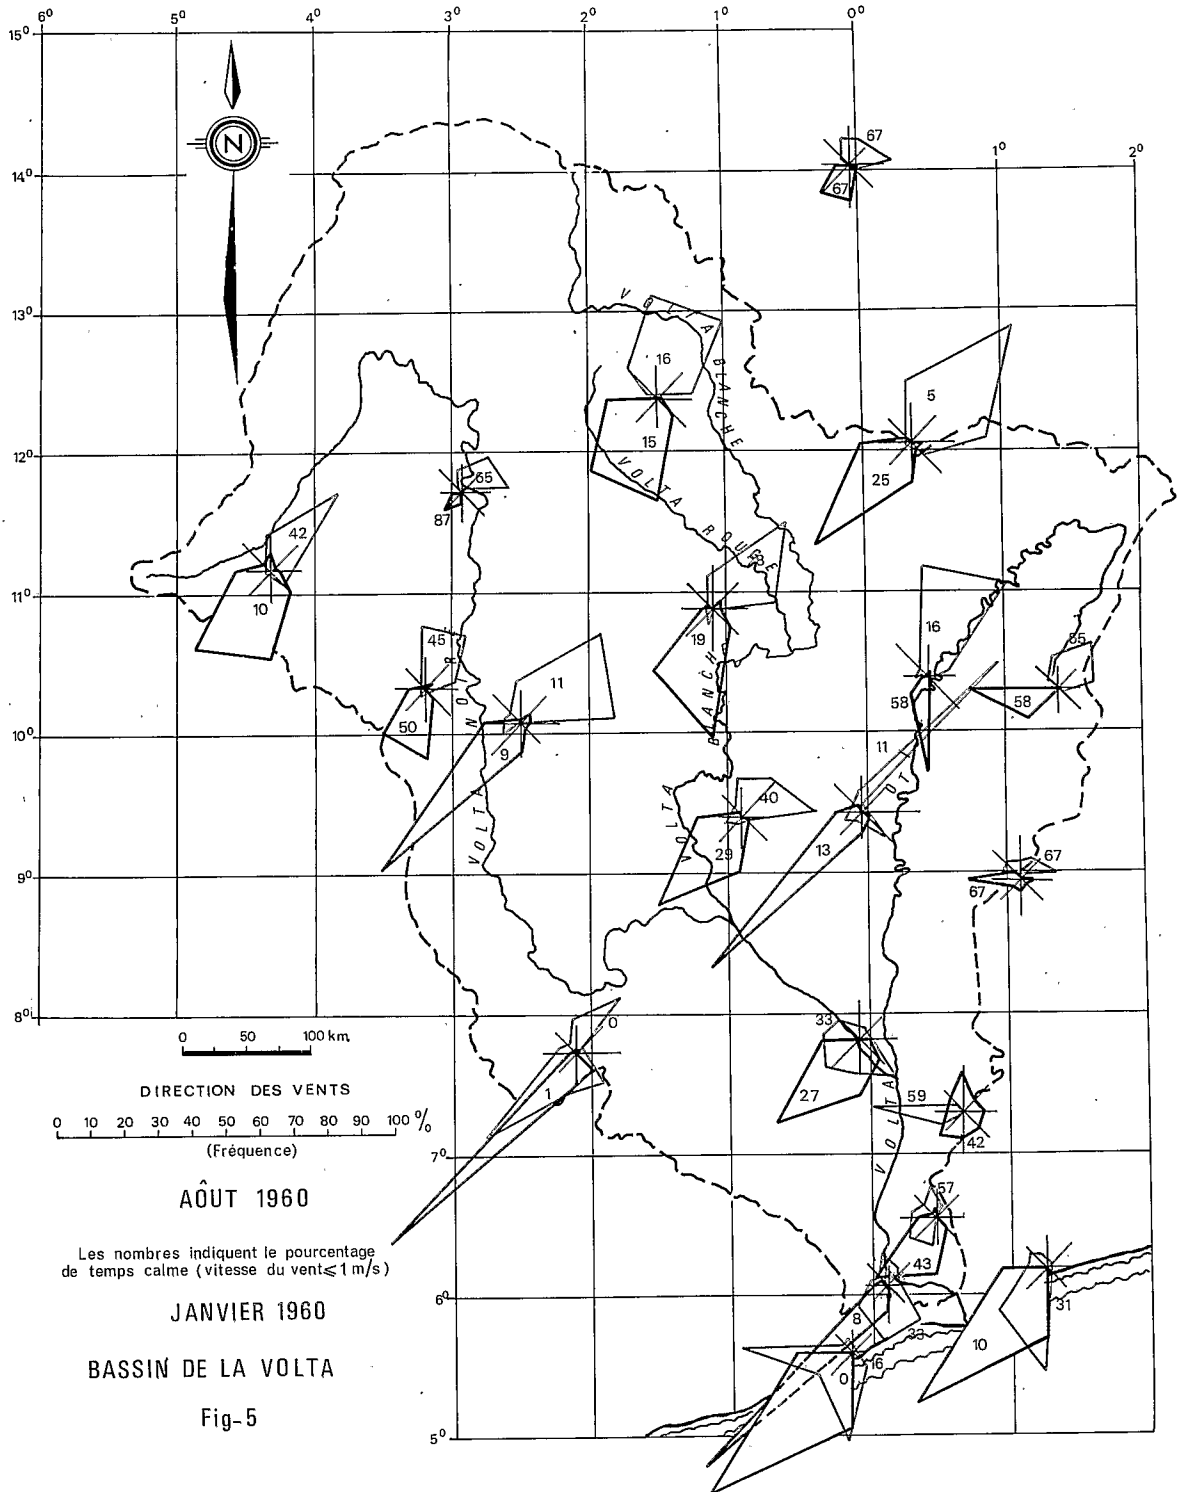 6° 5° 4° 3° 2° 1° 0°
15°
67
1° 2°
14°
67
N
13°
VOLTA BLANCHE
16
5
15
12°
VOLTA ROUGE
25
65
87
42
63
11°
10
19
16
45
NOIRE
BLANCHE
85
11
58
58
50
10°
9
11
OTI
40
VOLTA
VOLTA
29
13
67
9°
67
8°
0
33
0 50 100 km
1
27
59
VOLTA
DIRECTION DES VENTS
0 10 20 30 40 50 60 70 80 90 100 %
42
(Fréquence)
7°
AÔUT 1960
57
Les nombres indiquent le pourcentage
de temps calme (vitesse du vent⩽1m/s)
43
JANVIER 1960
6°
31
8
33
10
BASSIN DE LA VOLTA
16
0
Fig-5
5°